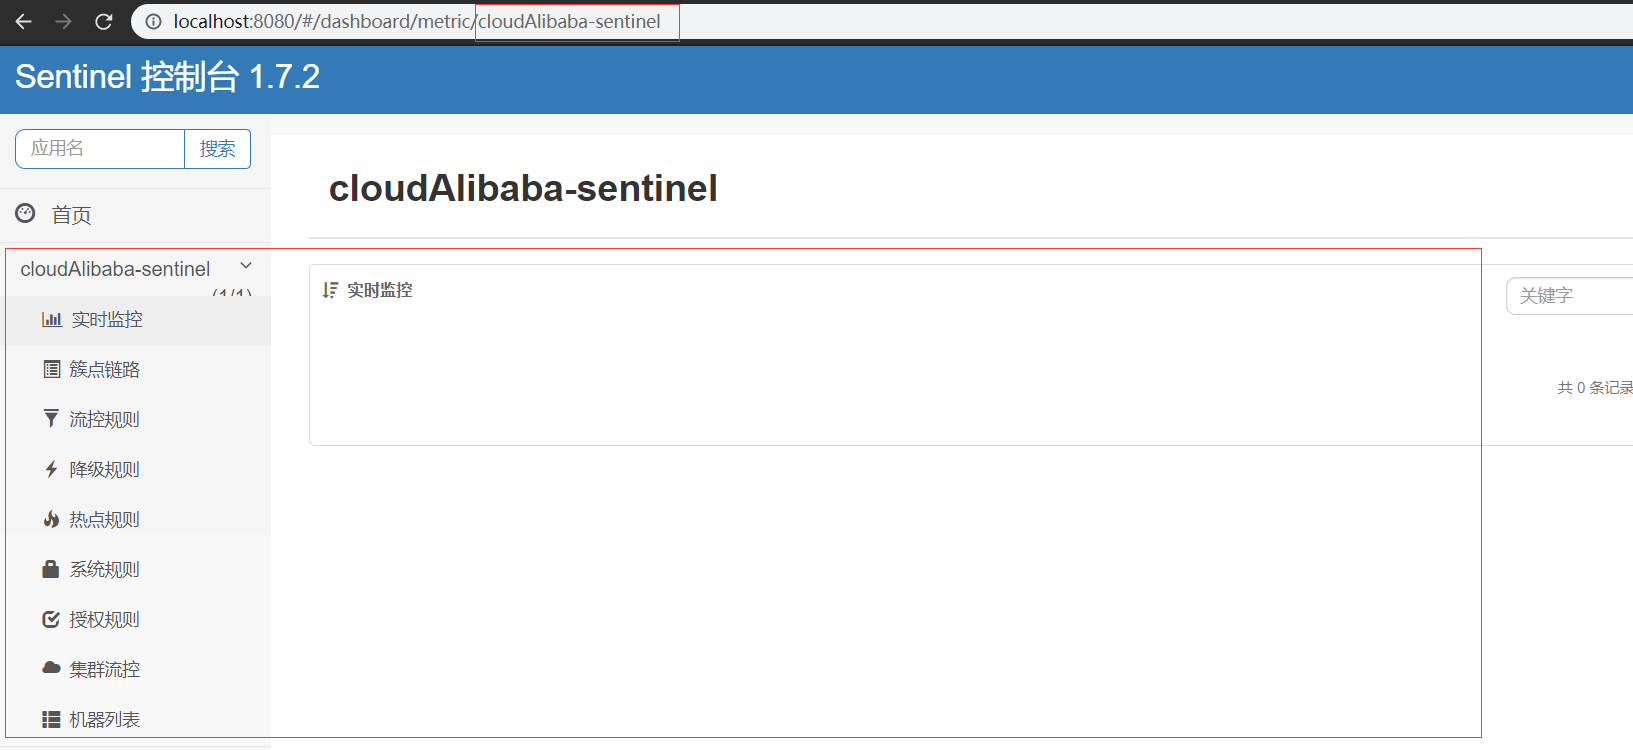 localhost:8080/#/dashboard/metric/cloudAlibaba-sentinel
Sentinel 控制台 1.7.2
应用名 搜索
首页
cloudAlibaba-sentinel
(1/1)
实时监控
簇点链路
流控规则
降级规则
热点规则
系统规则
授权规则
集群流控
机器列表
cloudAlibaba-sentinel
实时监控
关键字
共 0 条记录